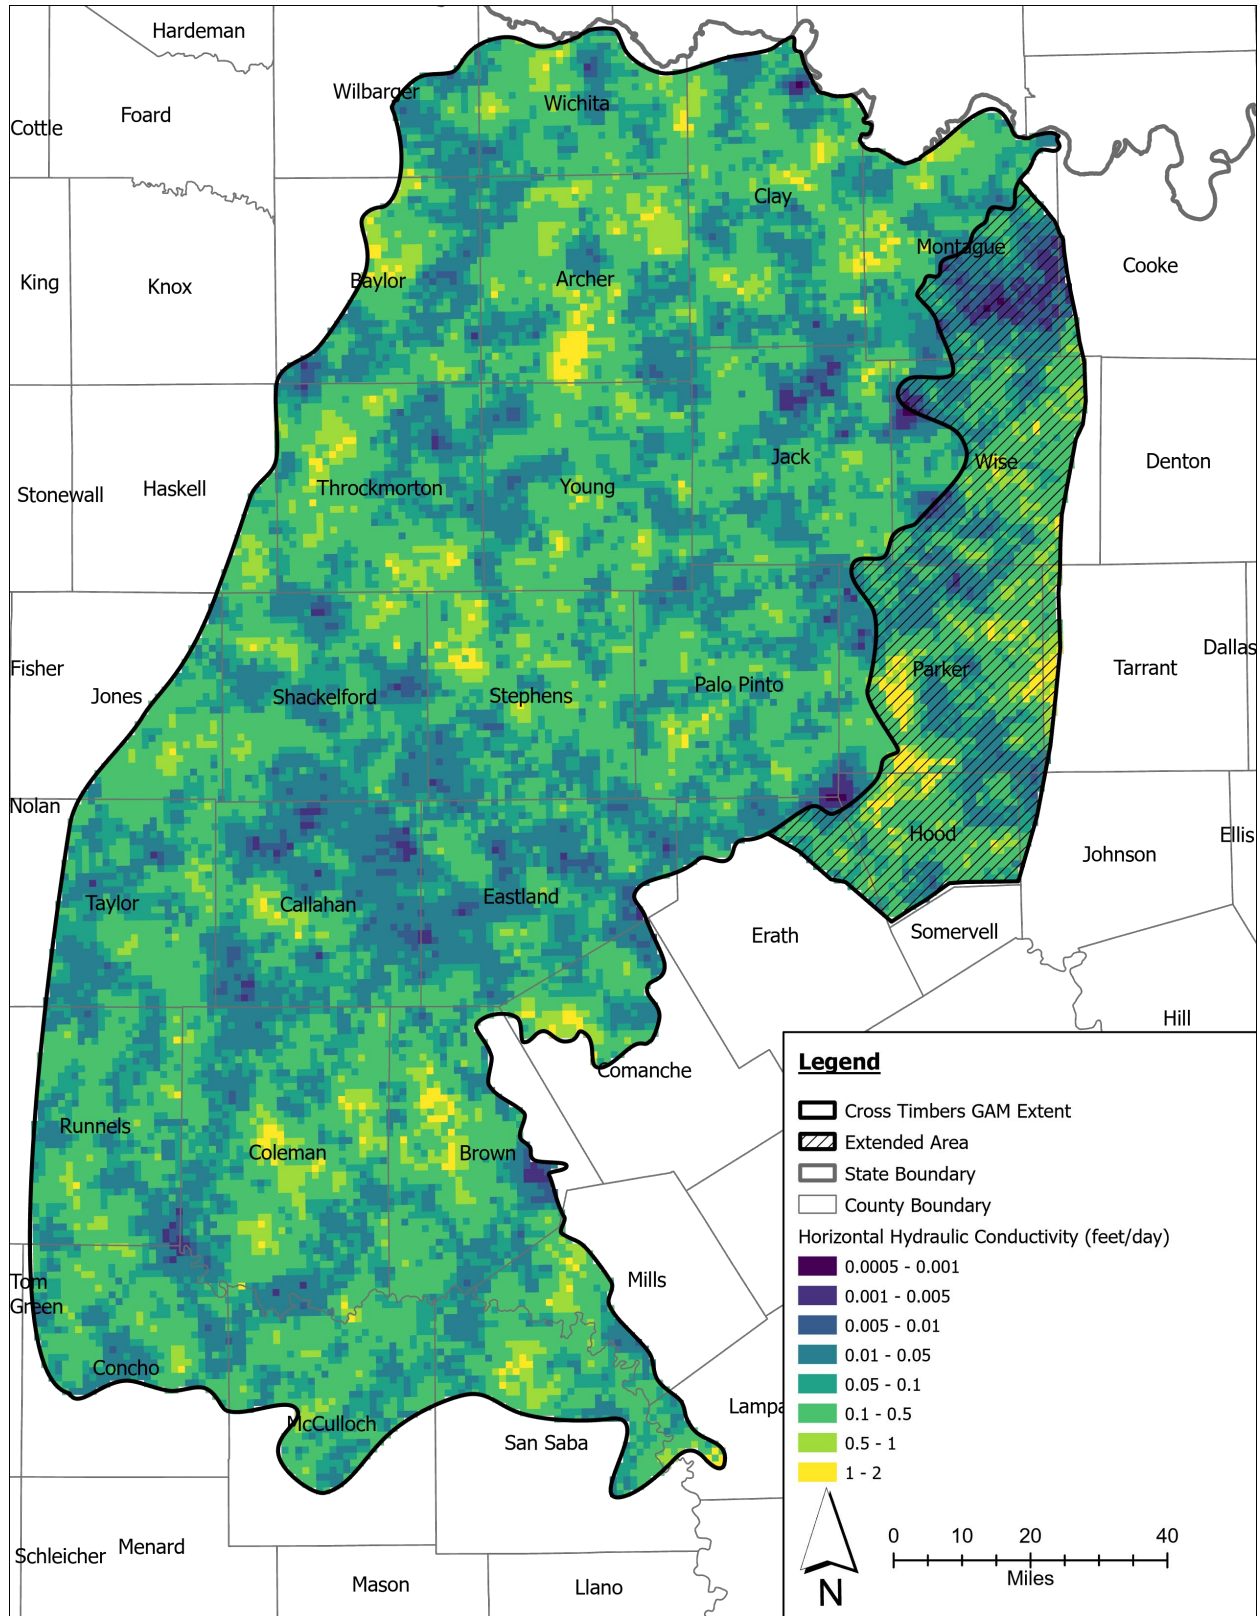 Hardeman
Wilbarger
Wichita
Foard
Cottle
Clay
Montague
Cooke
King
Knox
Baylor
Archer
Jack
Wise
Denton
Stonewall
Haskell
Throckmorton
Young
Fisher
Jones
Shackelford
Stephens
Palo Pinto
Parker
Tarrant
Dallas
Nolan
Hood
Johnson
Ellis
Taylor
Callahan
Eastland
Erath
Somervell
Hill
Comanche
Runnels
Coleman
Brown
Mills
Tom
Green
Concho
McCulloch
San Saba
Lampa
Schleicher
Menard
Mason
Llano
Legend
Cross Timbers GAM Extent
Extended Area
State Boundary
County Boundary
Horizontal Hydraulic Conductivity (feet/day)
0.0005 - 0.001
0.001 - 0.005
0.005 - 0.01
0.01 - 0.05
0.05 - 0.1
0.1 - 0.5
0.5 - 1
1 - 2
N
0 10 20 40
Miles